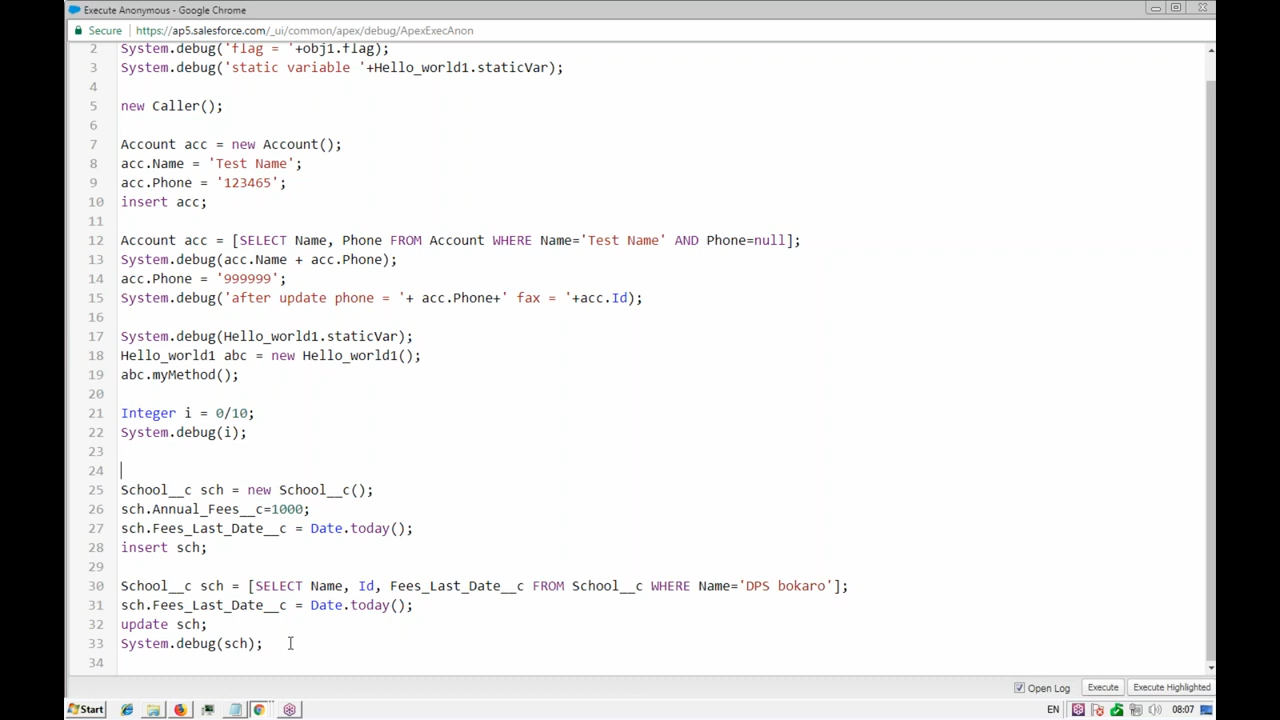 Execute Anonymous - Google Chrome
Secure https://ap5.salesforce.com/_ui/common/apex/debug/ApexExecAnon
2 System.debug('flag = '+obj1.flag);
3 System.debug('static variable '+Hello_world1.staticVar);
4
5 new Caller();
6
7 Account acc = new Account();
8 acc.Name = 'Test Name';
9 acc.Phone = '123465';
10 insert acc;
11
12 Account acc = [SELECT Name, Phone FROM Account WHERE Name='Test Name' AND Phone=null];
13 System.debug(acc.Name + acc.Phone);
14 acc.Phone = '999999';
15 System.debug('after update phone = '+ acc.Phone+' fax = '+acc.Id);
16
17 System.debug(Hello_world1.staticVar);
18 Hello_world1 abc = new Hello_world1();
19 abc.myMethod();
20
21 Integer i = 0/10;
22 System.debug(i);
23
24
25 School__c sch = new School__c();
26 sch.Annual_Fees__c=1000;
27 sch.Fees_Last_Date__c = Date.today();
28 insert sch;
29
30 School__c sch = [SELECT Name, Id, Fees_Last_Date__c FROM School__c WHERE Name='DPS bokaro'];
31 sch.Fees_Last_Date__c = Date.today();
32 update sch;
33 System.debug(sch);
34
Open Log Execute Execute Highlighted
Start EN 08:07